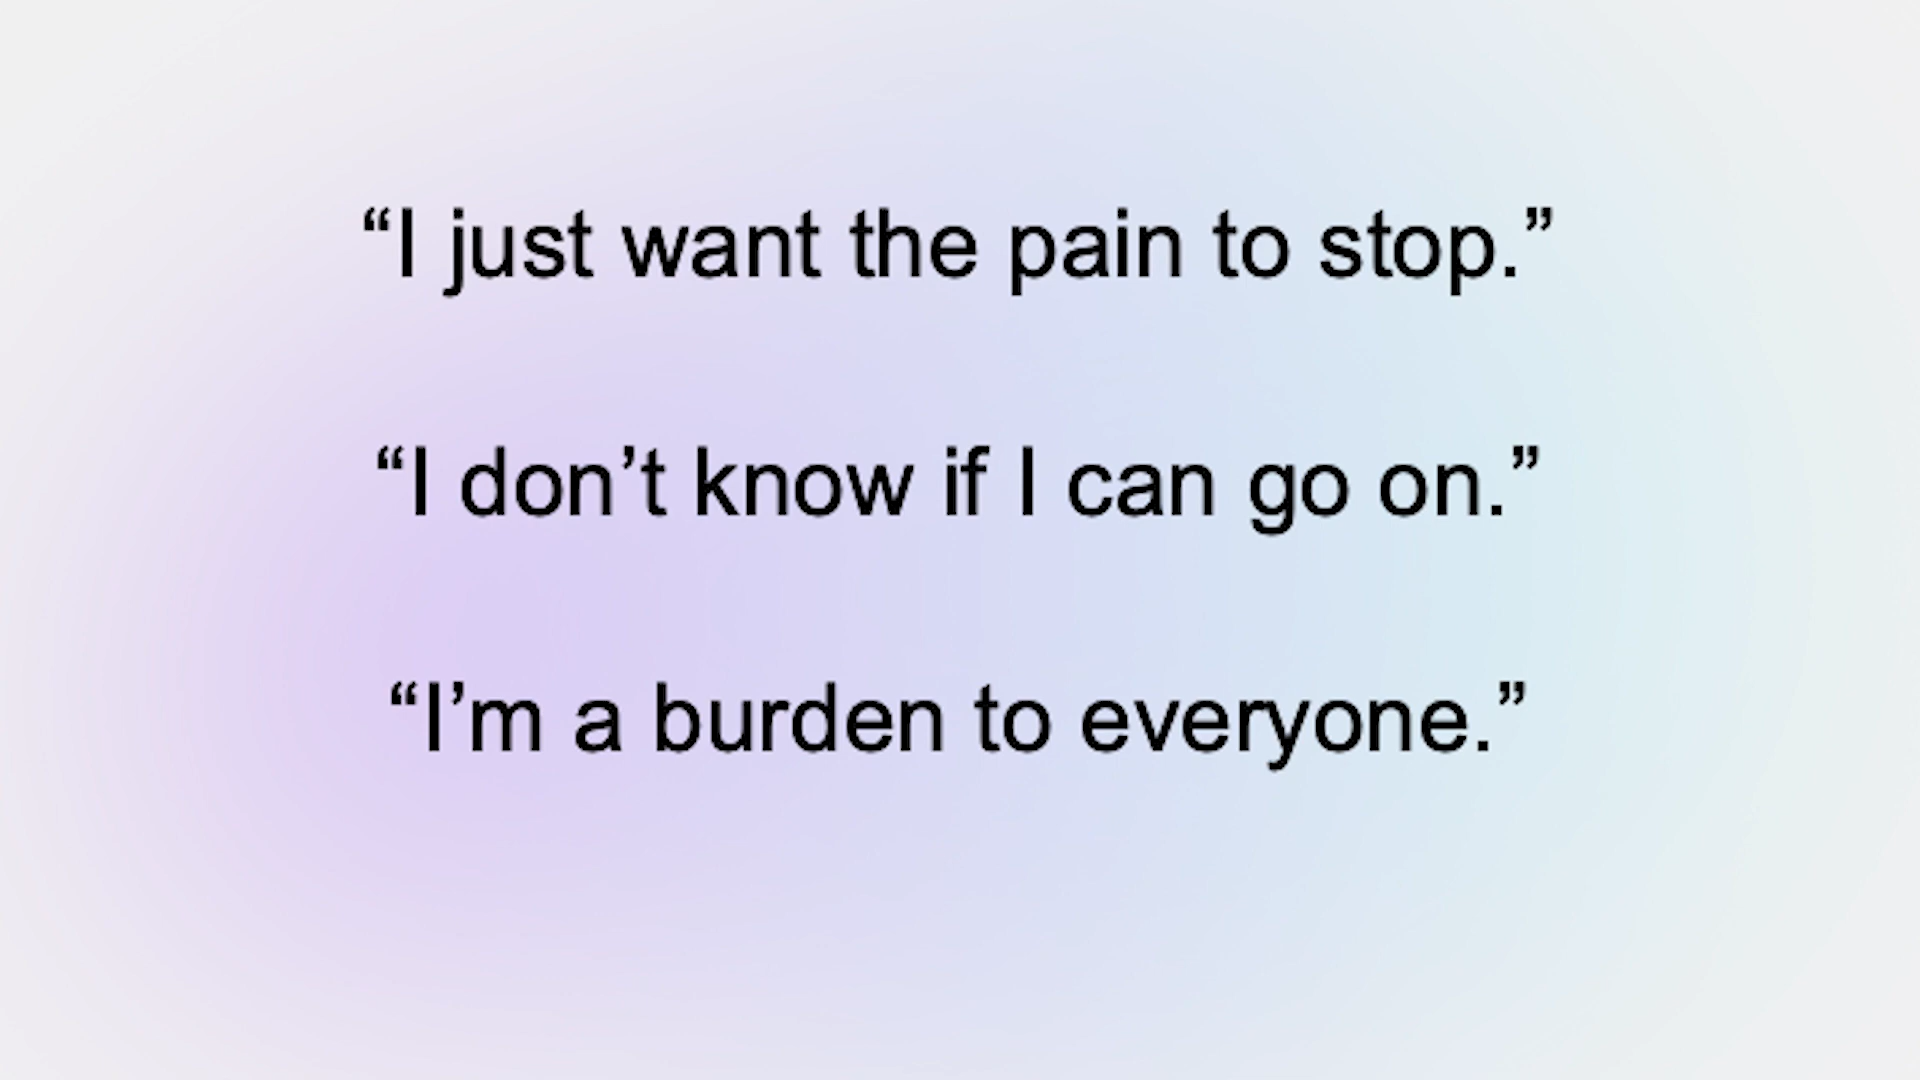 “I just want the pain to stop.”
“I don’t know if I can go on.”
“I’m a burden to everyone.”